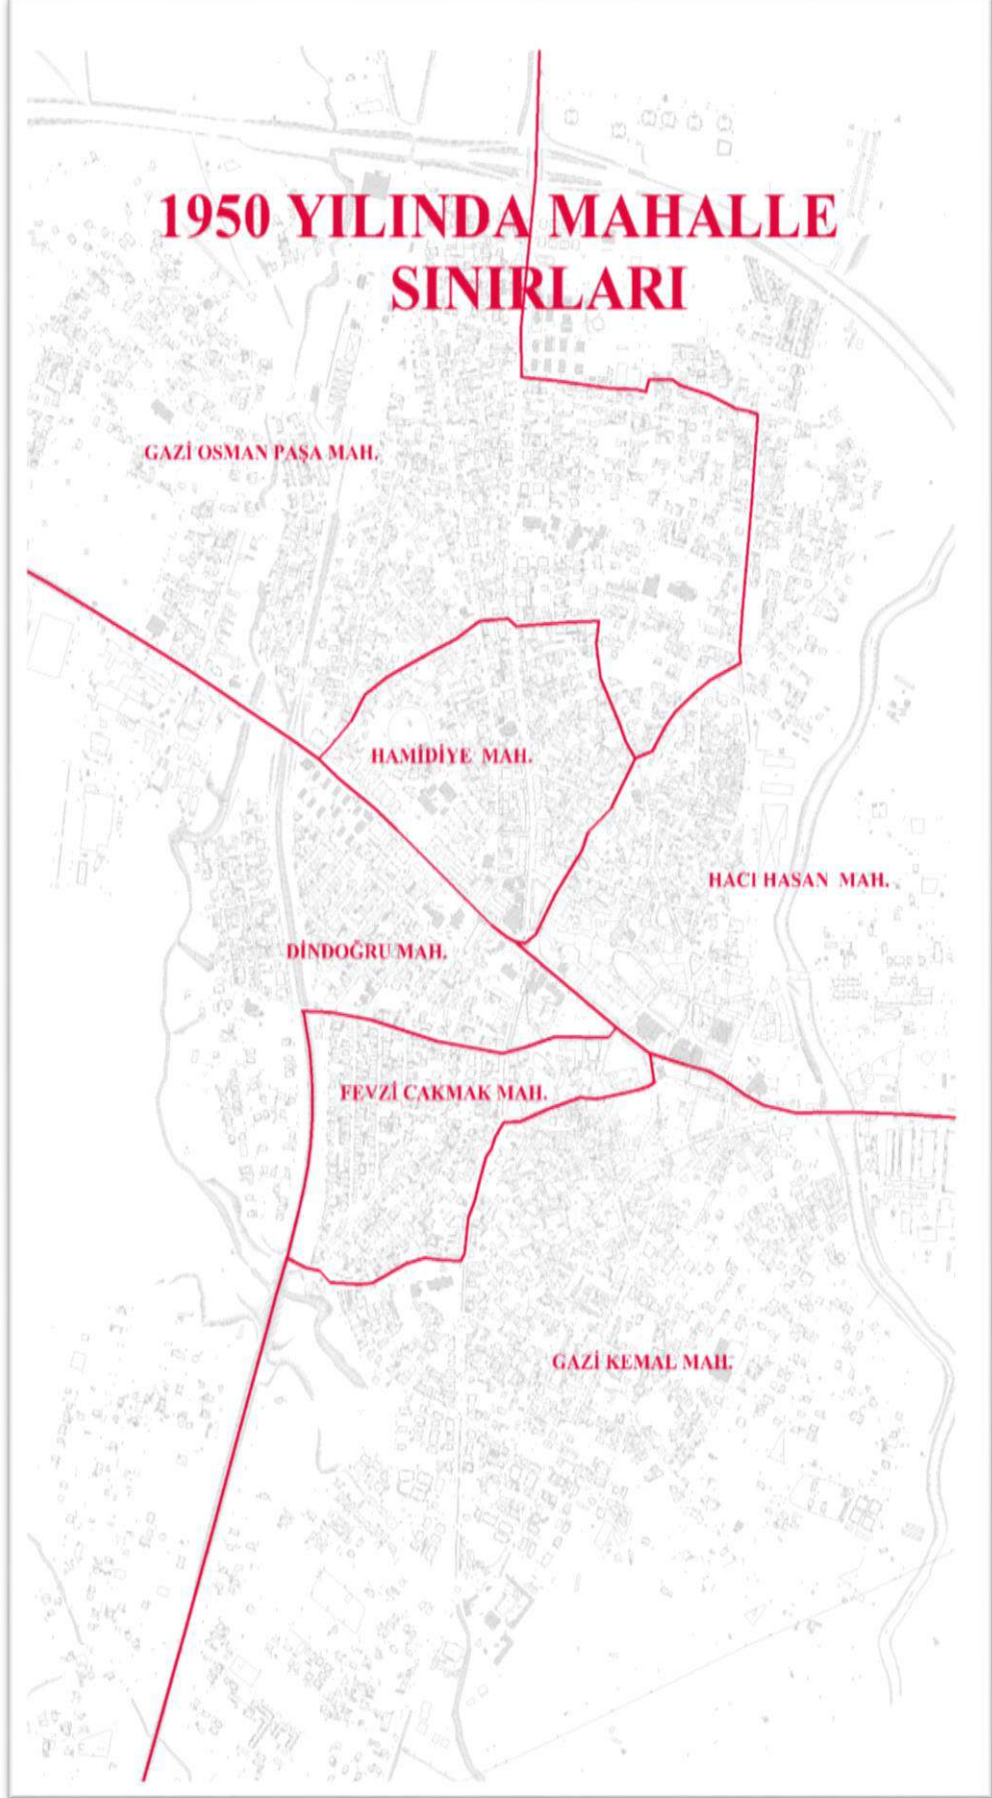 1950 YILINDA MAHALLE
SINIRLARI
GAZİ OSMAN PAŞA MAH.
HAMİDİYE MAH.
HACI HASAN MAH.
DİNDOĞRU MAH.
FEVZİ CAKMAK MAH.
GAZİ KEMAL MAH.